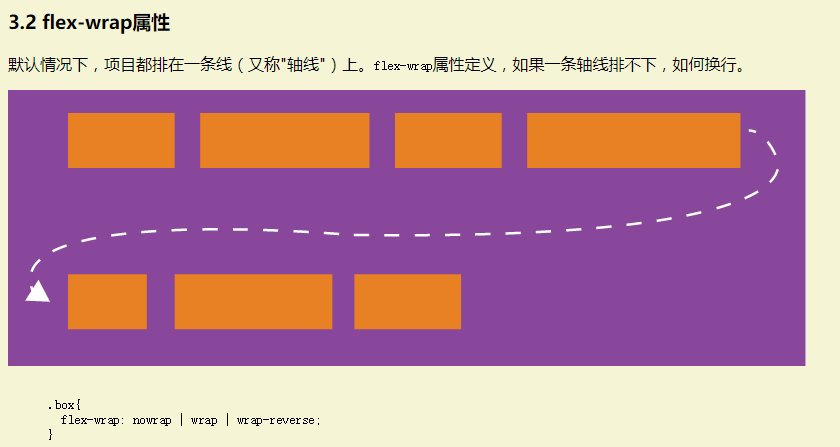 3.2 flex-wrap属性
默认情况下，项目都排在一条线（又称"轴线"）上。flex-wrap属性定义，如果一条轴线排不下，如何换行。
.box{
  flex-wrap: nowrap | wrap | wrap-reverse;
}